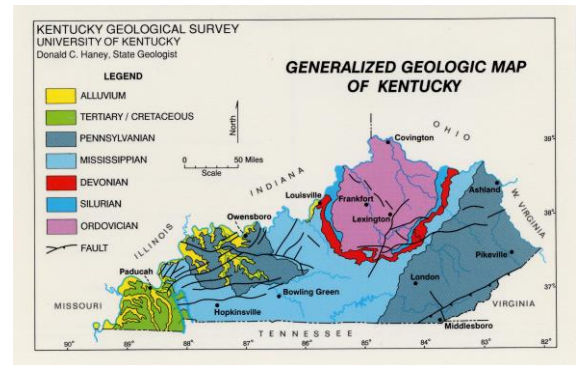 KENTUCKY GEOLOGICAL SURVEY
UNIVERSITY OF KENTUCKY
Donald C. Haney, State Geologist
GENERALIZED GEOLOGIC MAP
OF KENTUCKY
LEGEND
ALLUVIUM
TERTIARY / CRETACEOUS
PENNSYLVANIAN
MISSISSIPPIAN
DEVONIAN
SILURIAN
ORDOVICIAN
FAULT
North
0 50 Miles
Scale
OHIO
Covington
39°
INDIANA
Louisville
Frankfort
Lexington
Ashland
W. VIRGINIA
38°
ILLINOIS
Owensboro
Pikeville
Paducah
London
37°
MISSOURI
Bowling Green
Hopkinsville
VIRGINIA
Middlesboro
TENNESSEE
90° 89° 88° 87° 86° 85° 84° 83° 82°